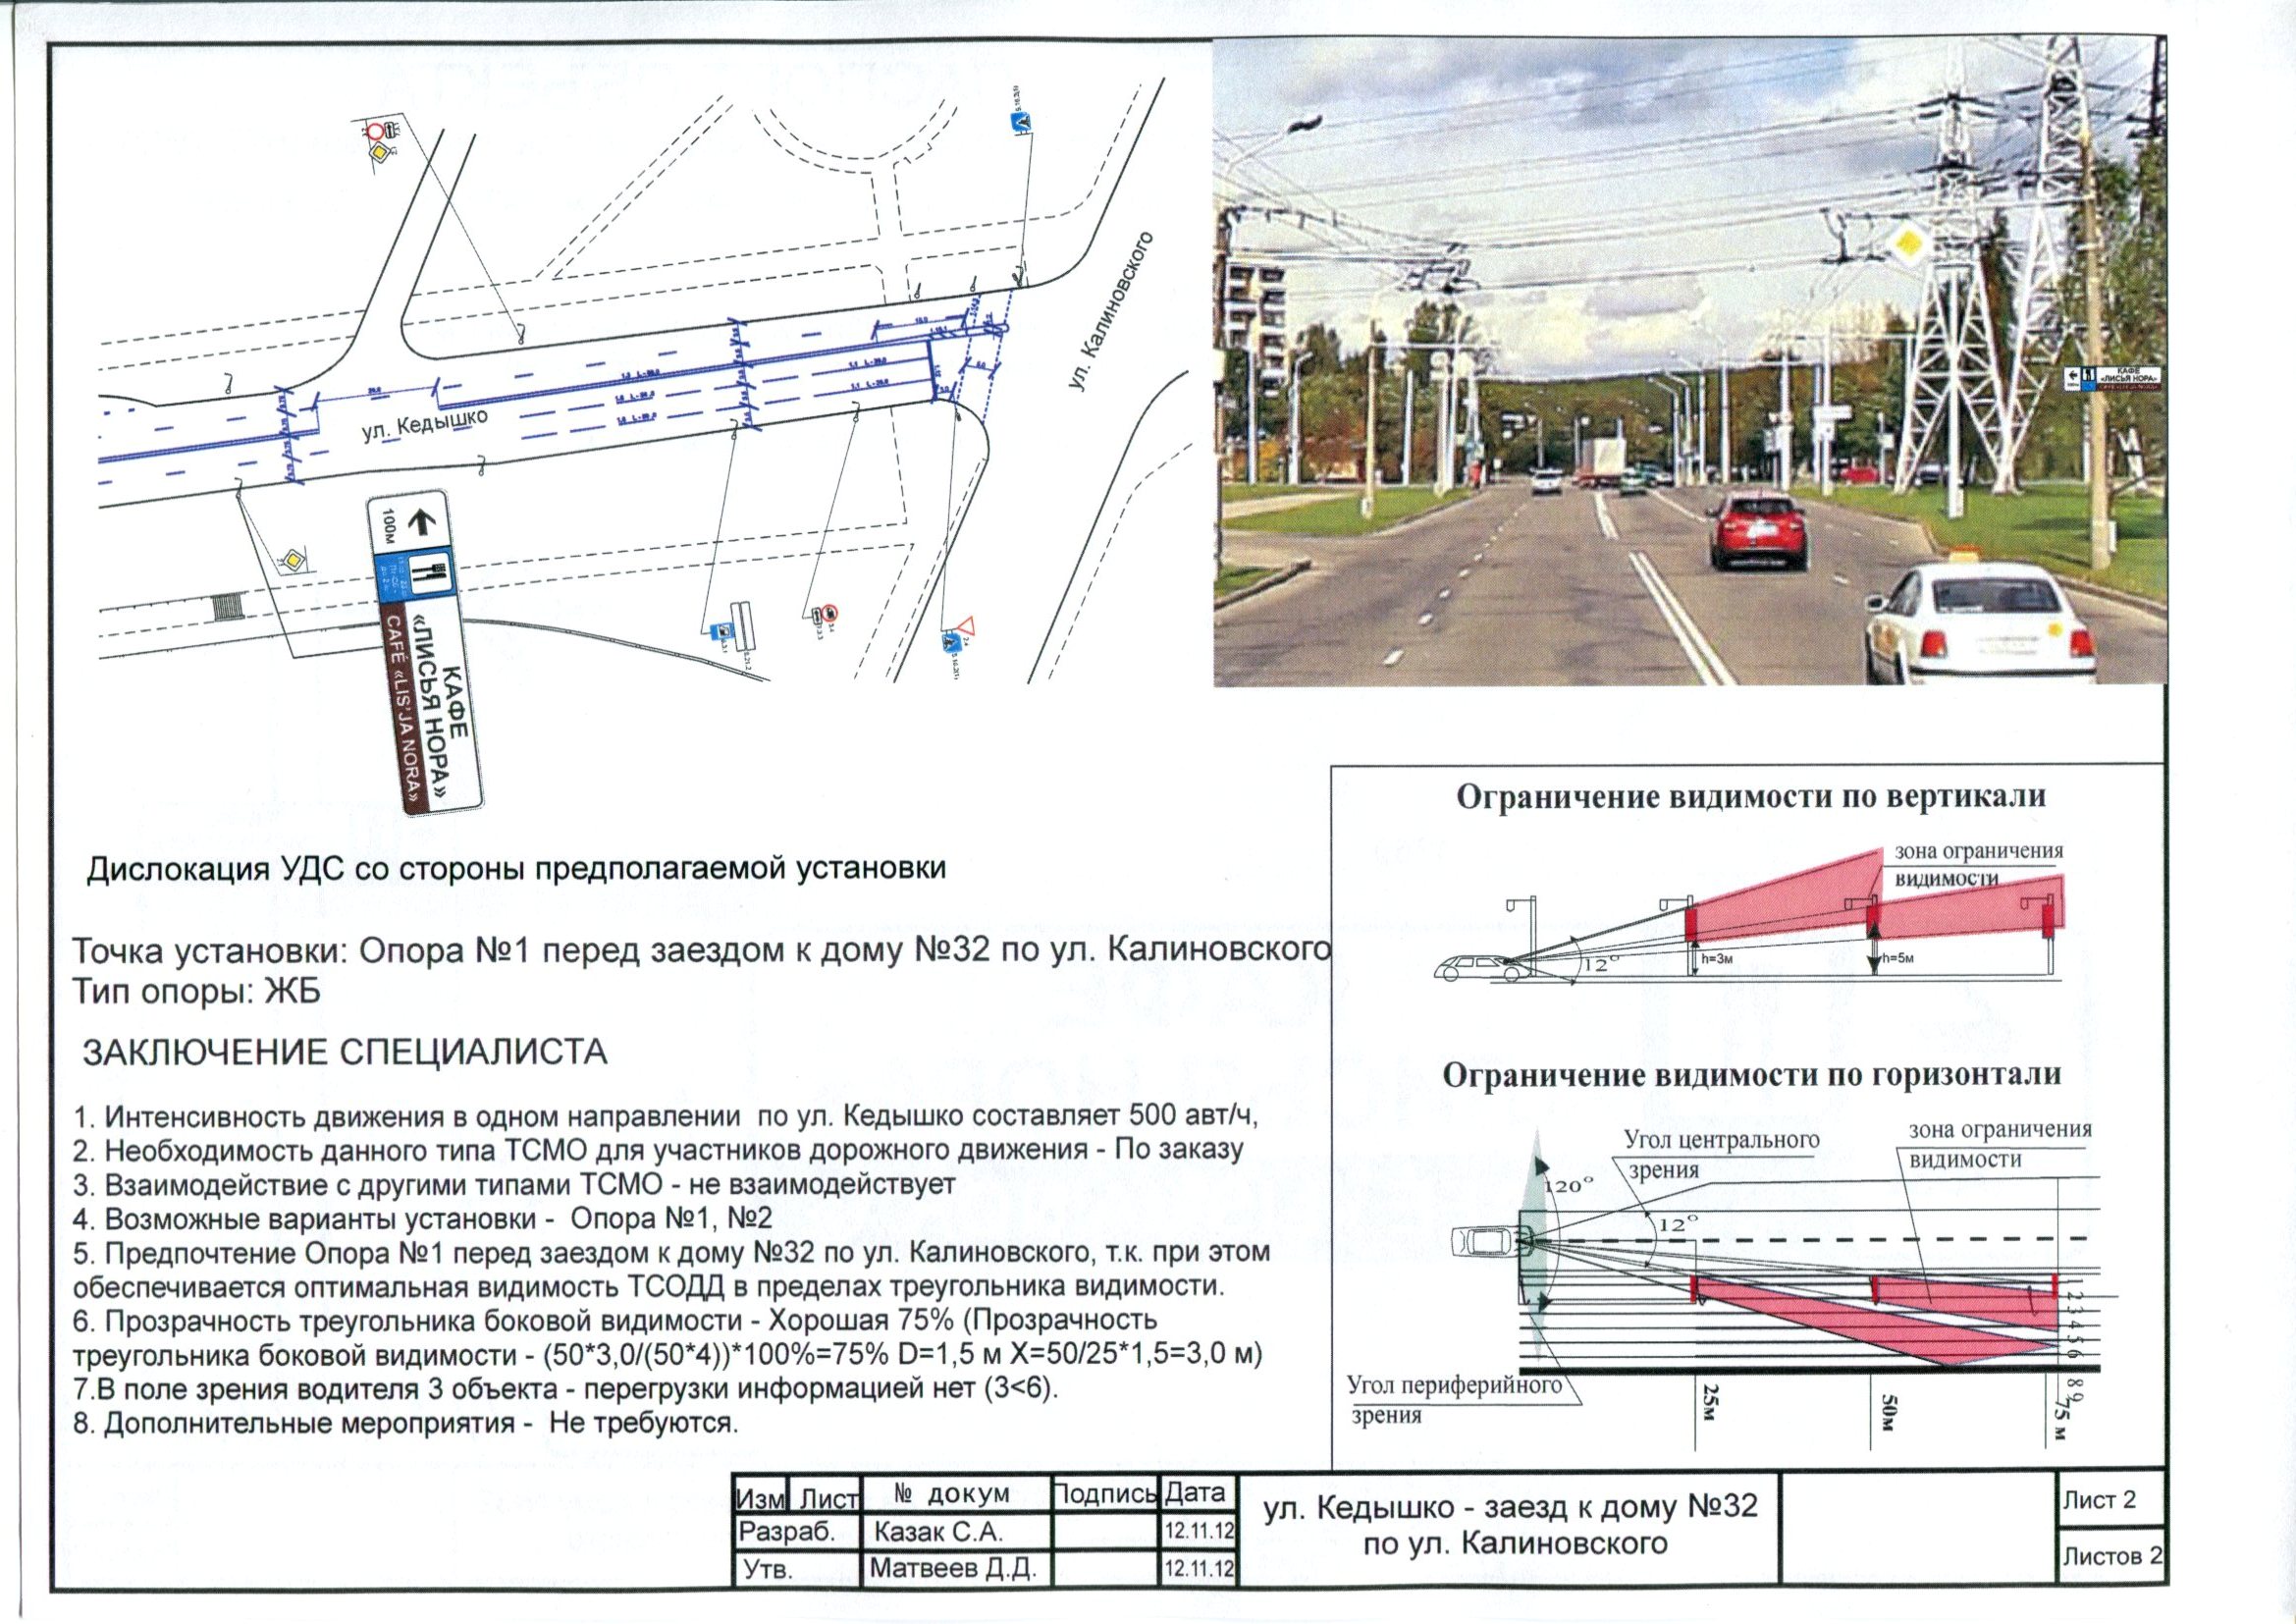 ул. Калиновского
ул. Кедышко
100м
КАФЕ
«ЛИСЬЯ НОРА»
CAFÉ «LIS'JA NORA»
КАФЕ
«ЛИСЬЯ НОРА»
Дислокация УДС со стороны предполагаемой установки
Точка установки: Опора №1 перед заездом к дому №32 по ул. Калиновского
Тип опоры: ЖБ
ЗАКЛЮЧЕНИЕ СПЕЦИАЛИСТА
1. Интенсивность движения в одном направлении по ул. Кедышко составляет 500 авт/ч,
2. Необходимость данного типа ТСМО для участников дорожного движения - По заказу
3. Взаимодействие с другими типами ТСМО - не взаимодействует
4. Возможные варианты установки - Опора №1, №2
5. Предпочтение Опора №1 перед заездом к дому №32 по ул. Калиновского, т.к. при этом
обеспечивается оптимальная видимость ТСОДД в пределах треугольника видимости.
6. Прозрачность треугольника боковой видимости - Хорошая 75% (Прозрачность
треугольника боковой видимости - (50*3,0/(50*4))*100%=75% D=1,5 м X=50/25*1,5=3,0 м)
7.В поле зрения водителя 3 объекта - перегрузки информацией нет (3<6).
8. Дополнительные мероприятия - Не требуются.
Ограничение видимости по вертикали
зона ограничения
видимости
12°
h=3м
h=5м
Ограничение видимости по горизонтали
Угол центрального
зрения
зона ограничения
видимости
120°
12°
1 2 3 4 5 6
8 9
Угол периферийного
зрения
25м
50м
75 м
Изм Лист № докум Подпись Дата
Разраб. Казак С.А. 12.11.12
Утв. Матвеев Д.Д. 12.11.12
ул. Кедышко - заезд к дому №32
по ул. Калиновского
Лист 2
Листов 2